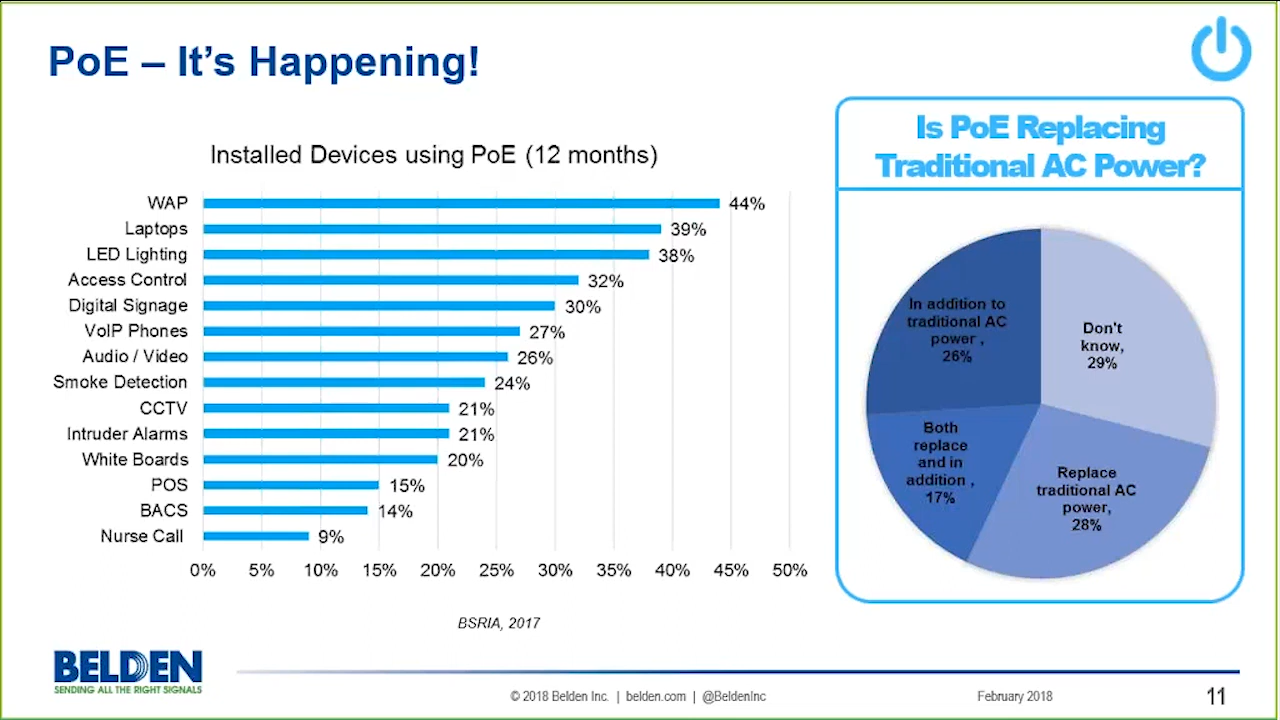 PoE – It's Happening!
Installed Devices using PoE (12 months)
WAP 44%
Laptops 39%
LED Lighting 38%
Access Control 32%
Digital Signage 30%
VoIP Phones 27%
Audio / Video 26%
Smoke Detection 24%
CCTV 21%
Intruder Alarms 21%
White Boards 20%
POS 15%
BACS 14%
Nurse Call 9%
0% 5% 10% 15% 20% 25% 30% 35% 40% 45% 50%
BSRIA, 2017
Is PoE Replacing
Traditional AC Power?
In addition to
traditional AC
power ,
26%
Don't
know,
29%
Both
replace
and in
addition ,
17%
Replace
traditional AC
power,
28%
BELDEN
SENDING ALL THE RIGHT SIGNALS
© 2018 Belden Inc. | belden.com | @BeldenInc
February 2018
11